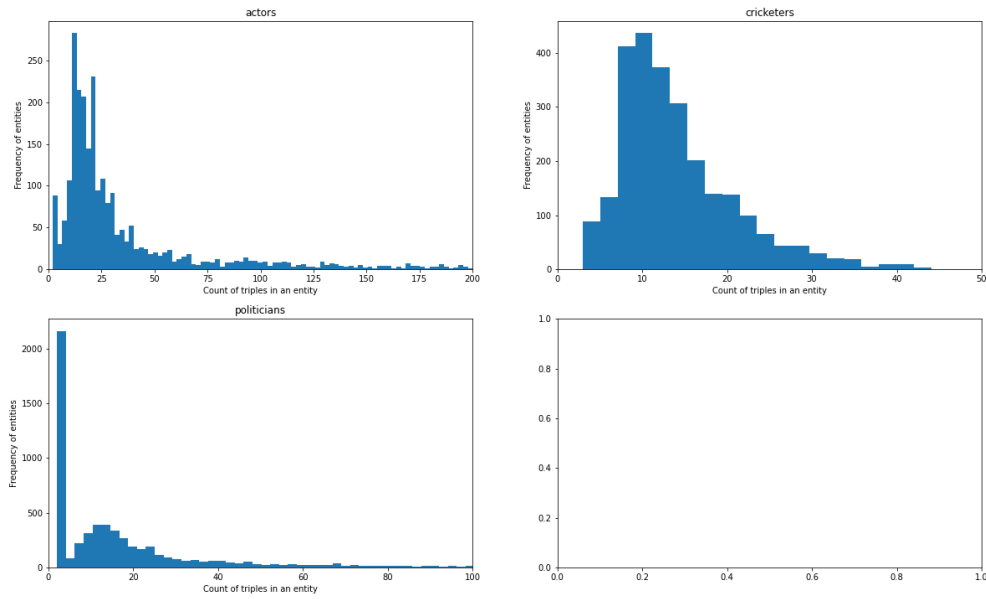 actors
250
200
150
100
50
0
Frequency of entities
0 25 50 75 100 125 150 175 200
Count of triples in an entity
cricketers
400
300
200
100
0
Frequency of entities
0 10 20 30 40 50
Count of triples in an entity
politicians
2000
1500
1000
500
0
Frequency of entities
0 20 40 60 80 100
Count of triples in an entity
1.0
0.8
0.6
0.4
0.2
0.0
0.0 0.2 0.4 0.6 0.8 1.0